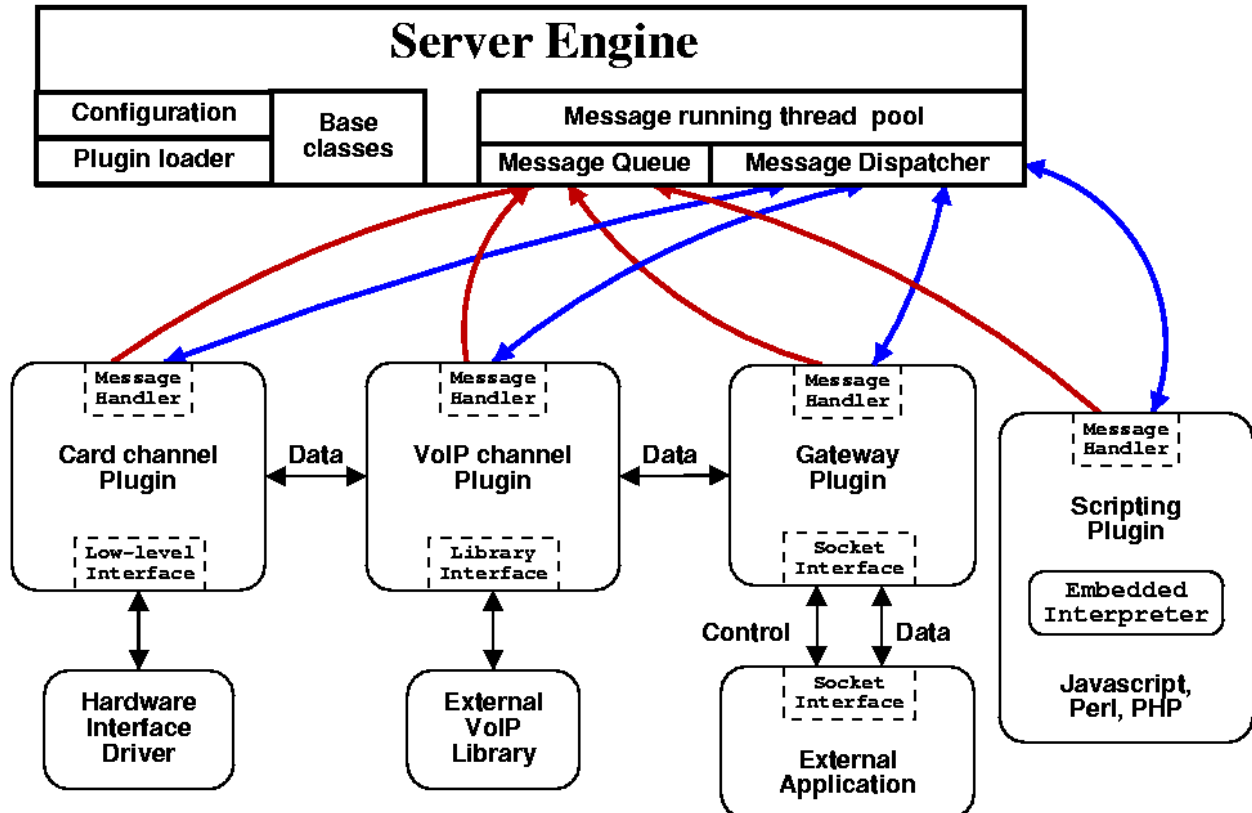 Server Engine
Configuration
Plugin loader
Base
classes
Message running thread pool
Message Queue
Message Dispatcher
Message
Handler
Card channel
Plugin
Low-level
Interface
Data
Message
Handler
VoIP channel
Plugin
Library
Interface
Data
Message
Handler
Gateway
Plugin
Socket
Interface
Message
Handler
Scripting
Plugin
Embedded
Interpreter
Javascript,
Perl, PHP
Control
Data
Hardware
Interface
Driver
External
VoIP
Library
Socket
Interface
External
Application